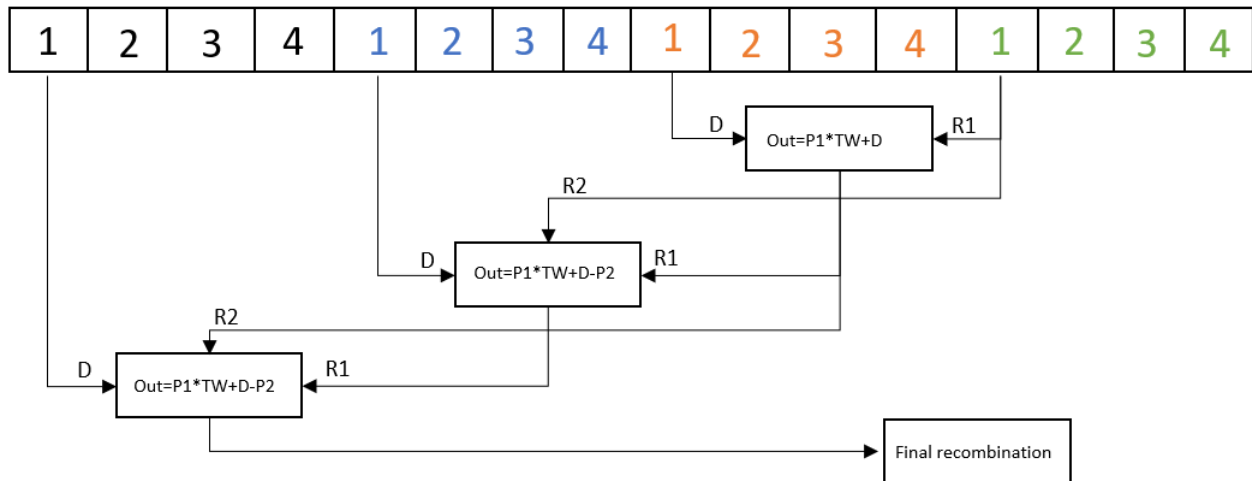 1 2 3 4 1 2 3 4 1 2 3 4 1 2 3 4
D Out=P1*TW+D R1
R2
D Out=P1*TW+D-P2 R1
R2
D Out=P1*TW+D-P2 R1
Final recombination